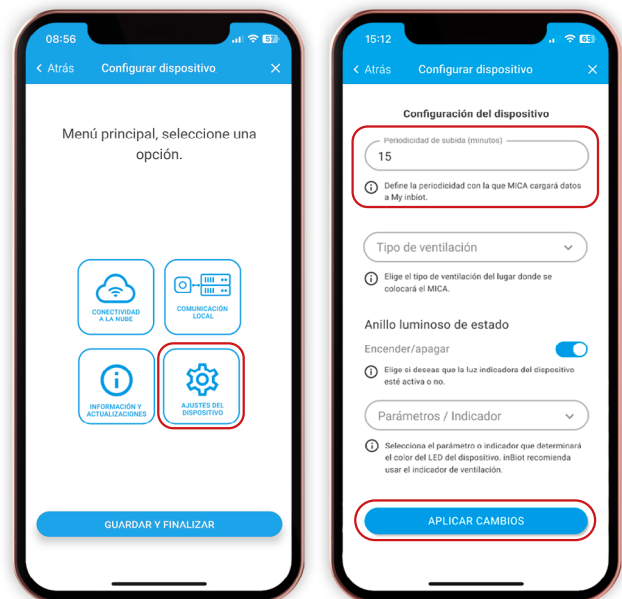 08:56
57
Atrás
Configurar dispositivo
Menú principal, seleccione una
opción.
CONECTIVIDAD
A LA NUBE
COMUNICACIÓN
LOCAL
INFORMACIÓN Y
ACTUALIZACIONES
AJUSTES DEL
DISPOSITIVO
GUARDAR Y FINALIZAR
15:12
Atrás
Configurar dispositivo
Configuración del dispositivo
Periodicidad de subida (minutos)
15
Define la periodicidad con la que MICA cargará datos
a My inbiot.
Tipo de ventilación
Elige el tipo de ventilación del lugar donde se
colocará el MICA.
Anillo luminoso de estado
Encender/apagar
Elige si deseas que la luz indicadora del dispositivo
esté activa o no.
Parámetros / Indicador
Selecciona el parámetro o indicador que determinará
el color del LED del dispositivo. inBiot recomienda
usar el indicador de ventilación.
APLICAR CAMBIOS